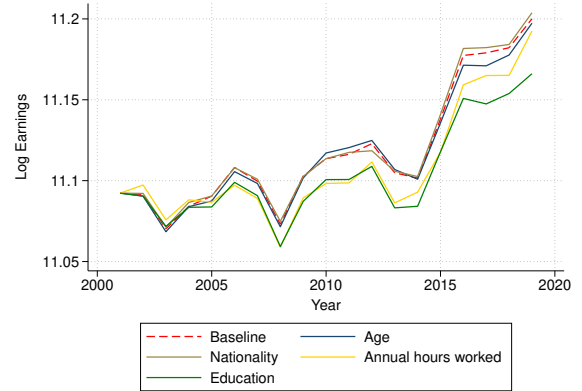 11.2
11.15
11.1
11.05
Log Earnings
2000 2005 2010 2015 2020
Year
Baseline Age
Nationality Annual hours worked
Education